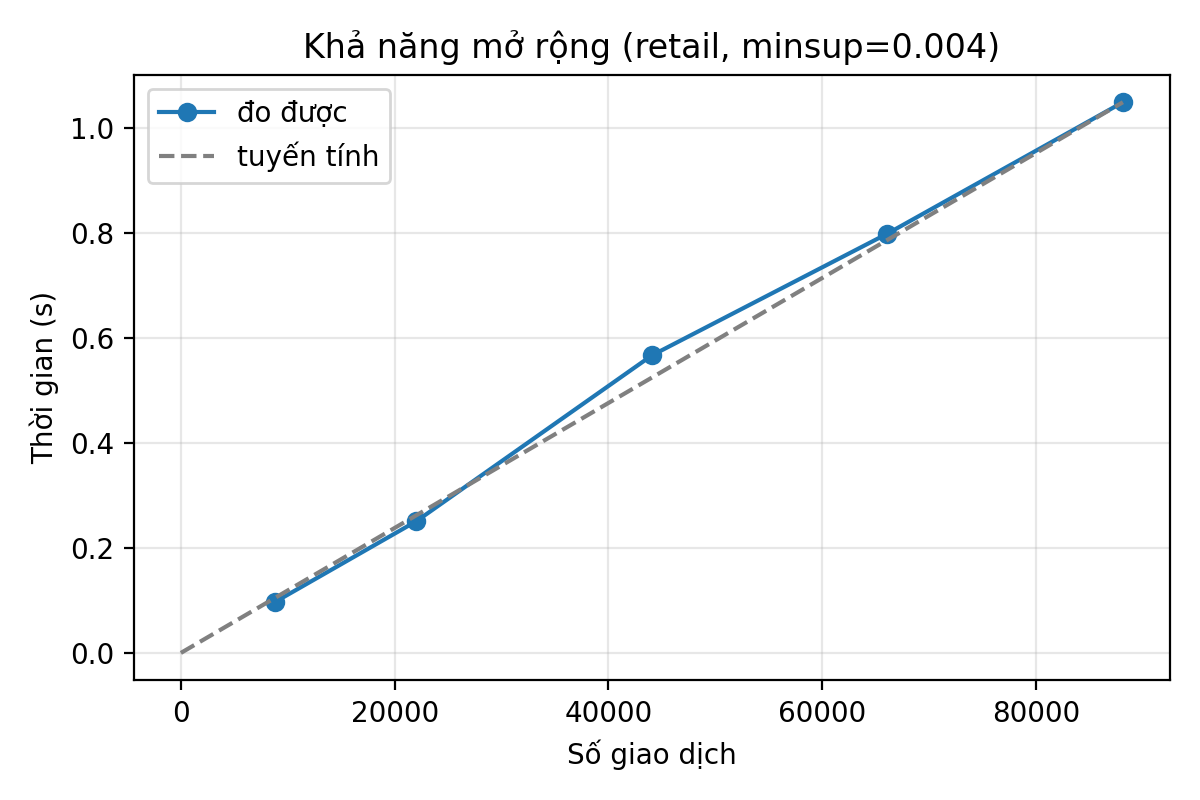 Khả năng mở rộng (retail, minsup=0.004)
đo được
tuyến tính
1.0
0.8
0.6
0.4
0.2
0.0
Thời gian (s)
0
20000
40000
60000
80000
Số giao dịch